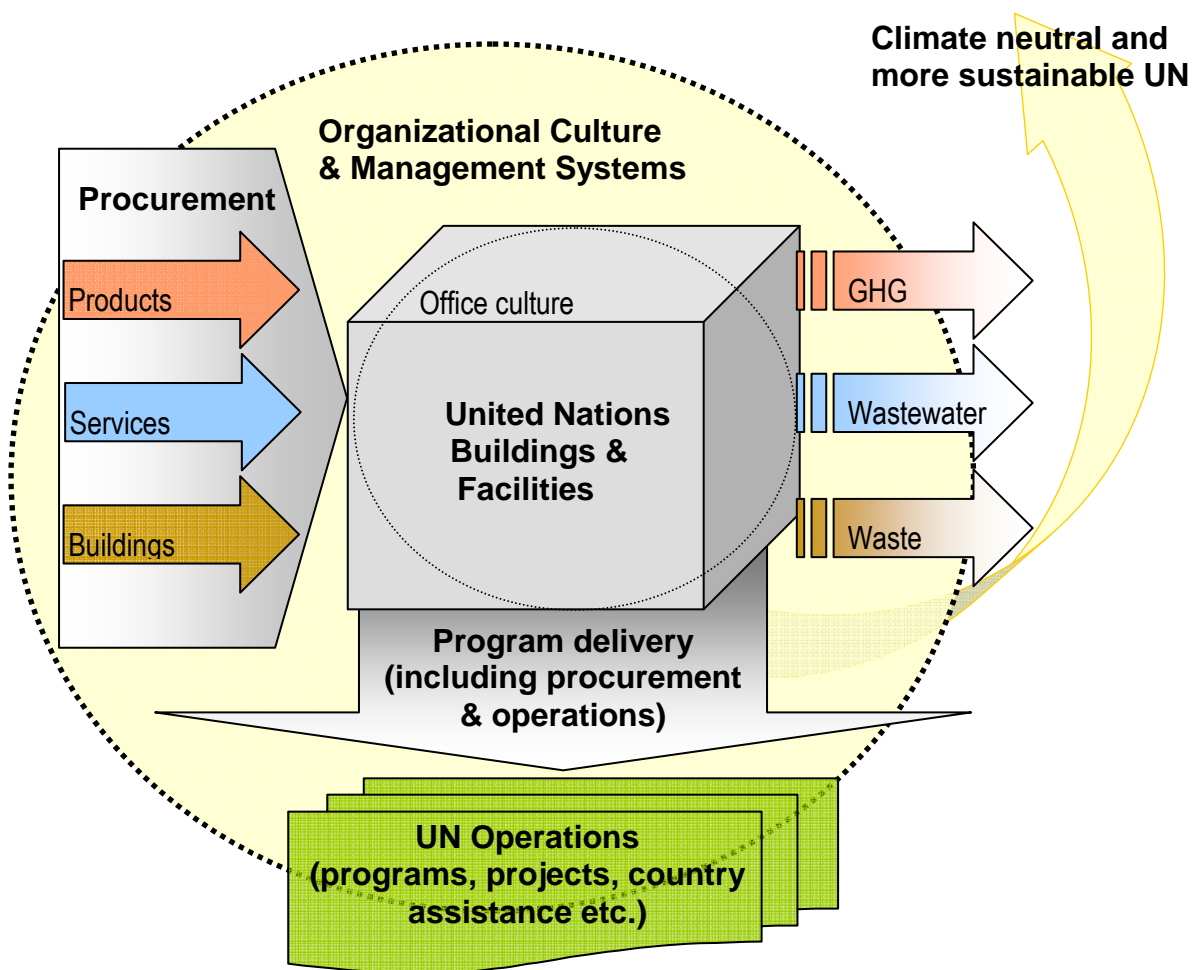 Climate neutral and
more sustainable UN
Organizational Culture
& Management Systems
Procurement
Products
Services
Buildings
Office culture
United Nations
Buildings &
Facilities
GHG
Wastewater
Waste
Program delivery
(including procurement
& operations)
UN Operations
(programs, projects, country
assistance etc.)